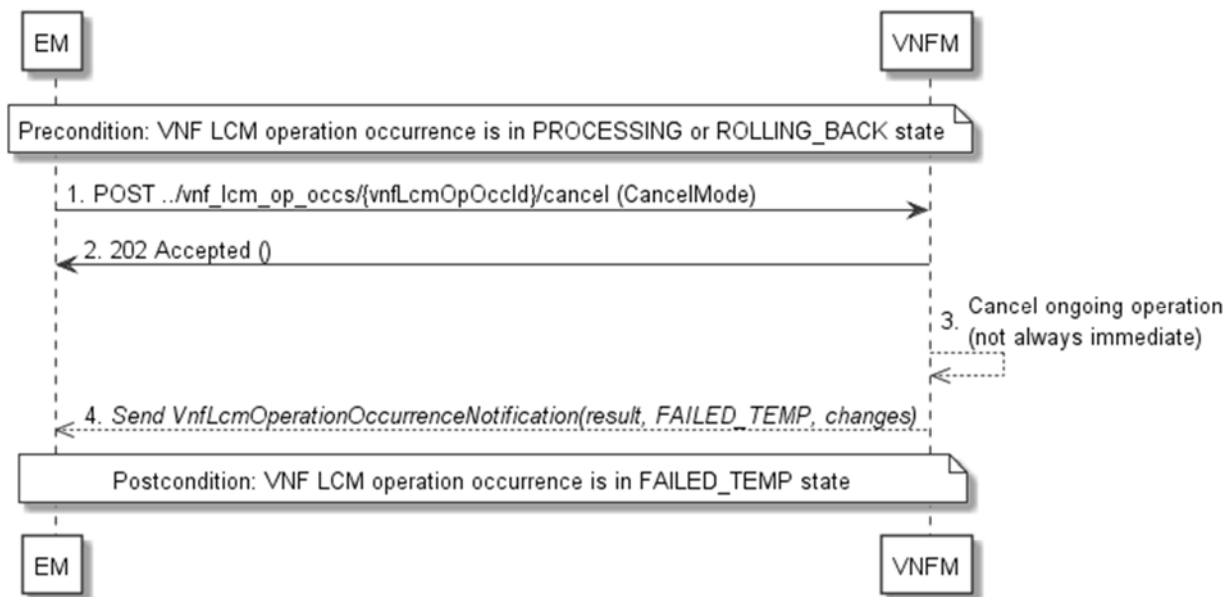 EM VNFM
Precondition: VNF LCM operation occurrence is in PROCESSING or ROLLING_BACK state
1. POST ../vnf_lcm_op_occs/{vnfLcmOpOccId}/cancel (CancelMode)
2. 202 Accepted ()
3. Cancel ongoing operation
(not always immediate)
4. Send VnfLcmOperationOccurrenceNotification(result, FAILED_TEMP, changes)
Postcondition: VNF LCM operation occurrence is in FAILED_TEMP state
EM VNFM